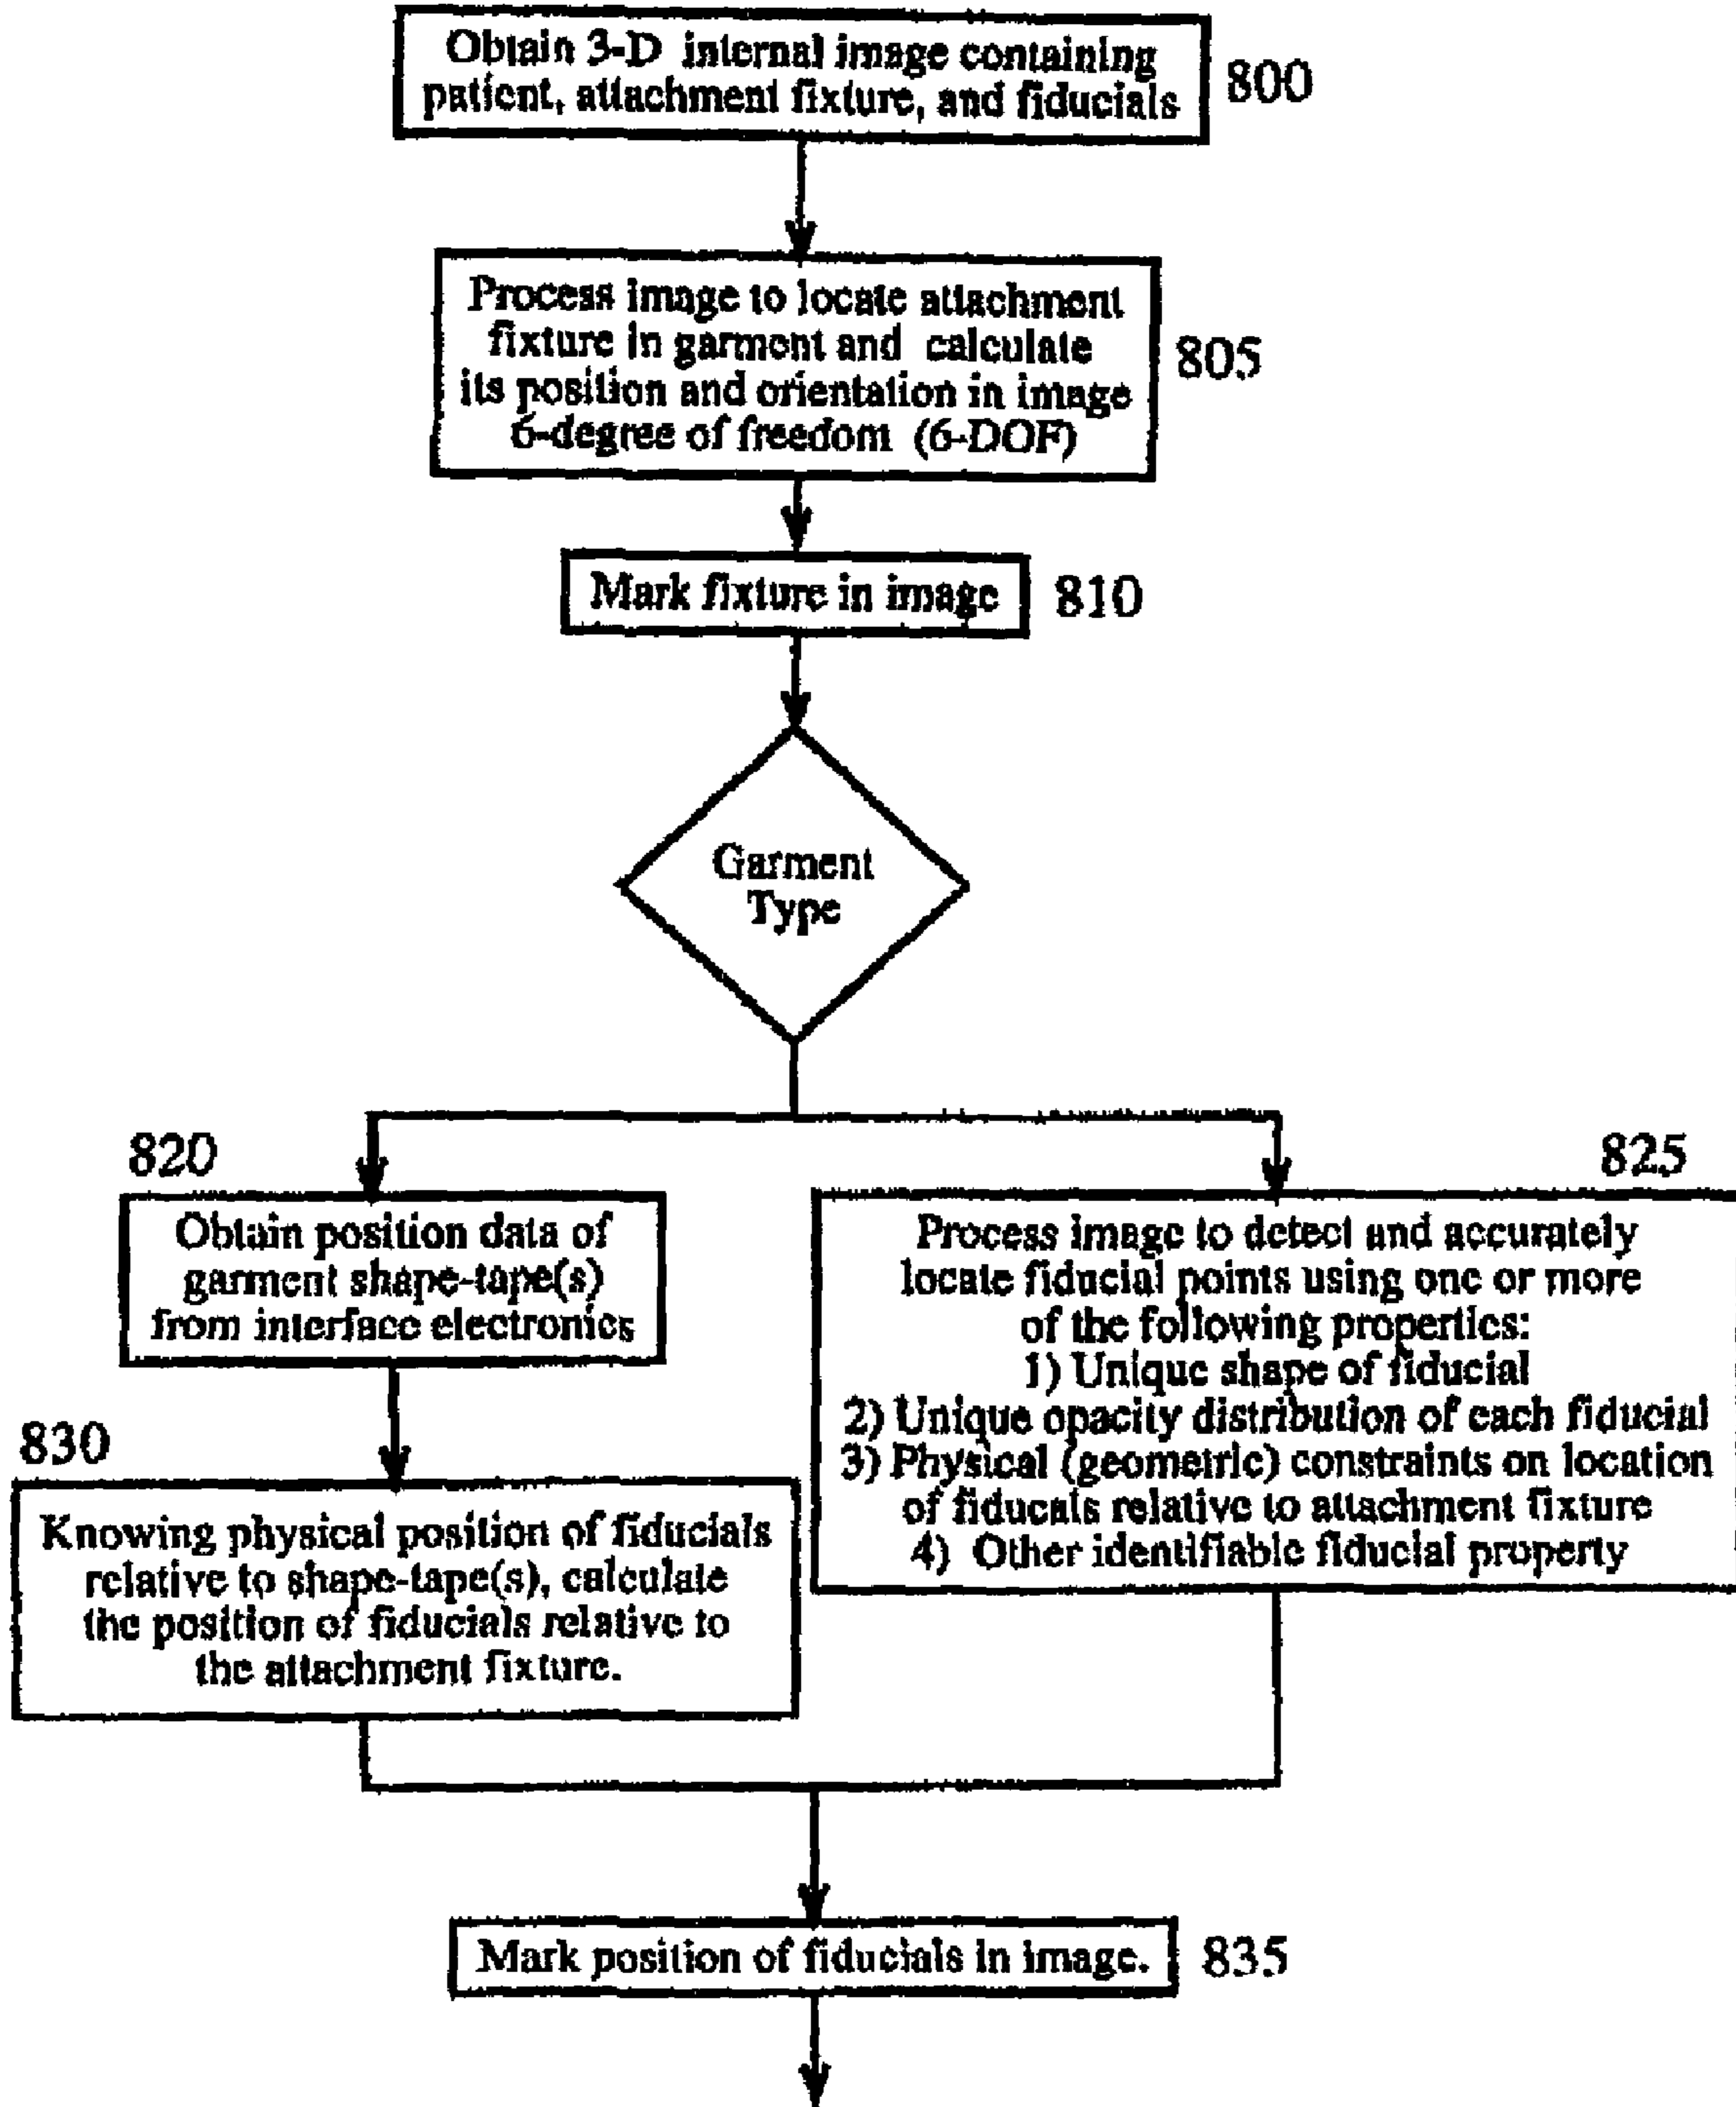 Obtain 3-D internal image containing
patient, attachment fixture, and fiducials
800
Process image to locate attachment
fixture in garment and calculate
its position and orientation in image
6-degree of freedom (6-DOF)
805
Mark fixture in image
810
Garment
Type
820
Obtain position data of
garment shape-tape(s)
from interface electronics
825
Process image to detect and accurately
locate fiducial points using one or more
of the following properties:
1) Unique shape of fiducial
2) Unique opacity distribution of each fiducial
3) Physical (geometric) constraints on location
of fiducals relative to attachment fixture
4) Other identifiable fiducial property
830
Knowing physical position of fiducials
relative to shape-tape(s), calculate
the position of fiducials relative to
the attachment fixture.
Mark position of fiducials in image.
835